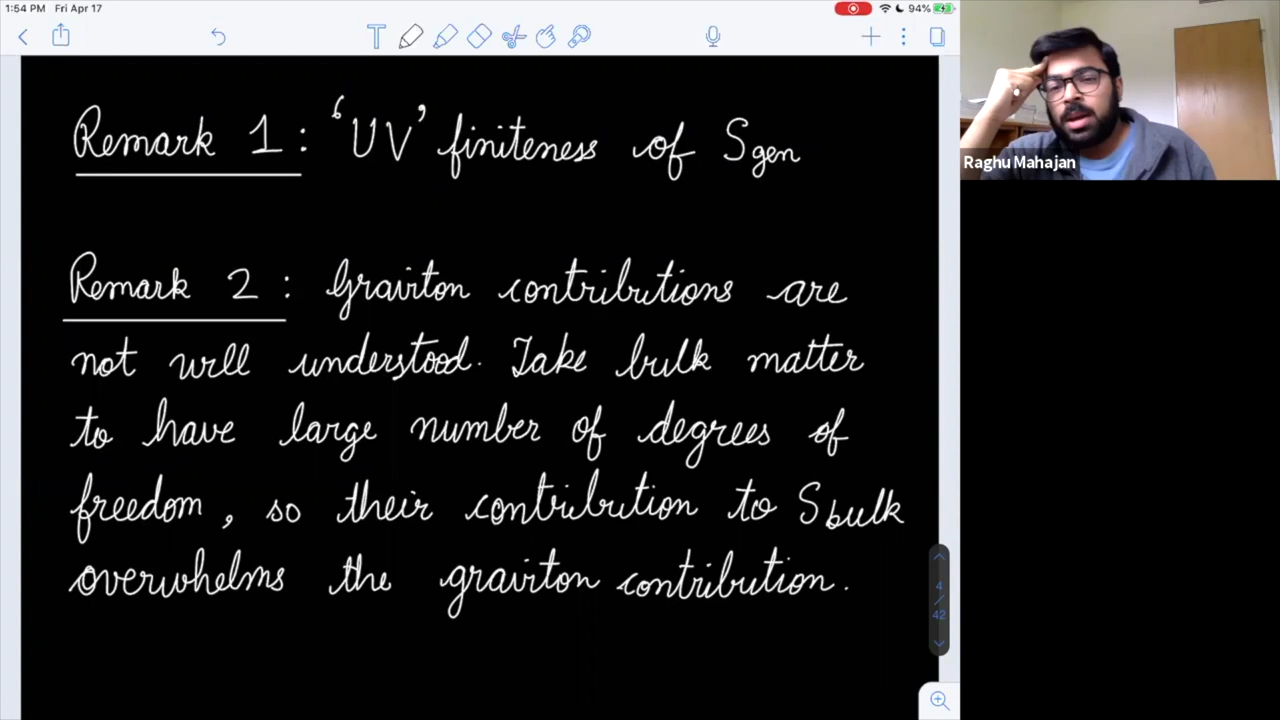 1:54 PM Fri Apr 17
94%
Remark 1: 'UV' finiteness of Sgen
Remark 2: Graviton contributions are
not well understood. Take bulk matter
to have large number of degrees of
freedom, so their contribution to Sbulk
overwhelms the graviton contribution.
Raghu Mahajan
4
/
42